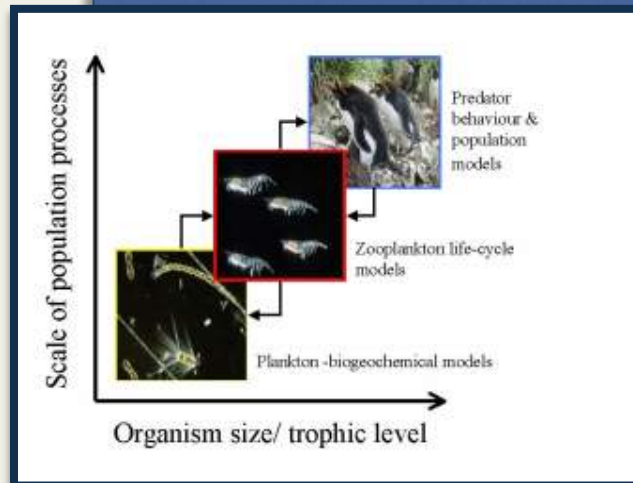 Scale of population processes
Predator
behaviour &
population
models
Zooplankton life-cycle
models
Plankton -biogeochemical models
Organism size/ trophic level